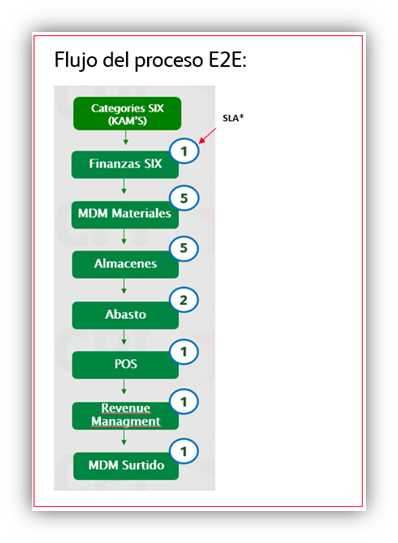 Flujo del proceso E2E:
Categories SIX
(KAM'S)
SLA*
1
Finanzas SIX
5
MDM Materiales
5
Almacenes
2
Abasto
1
POS
1
Revenue
Managment
1
MDM Surtido